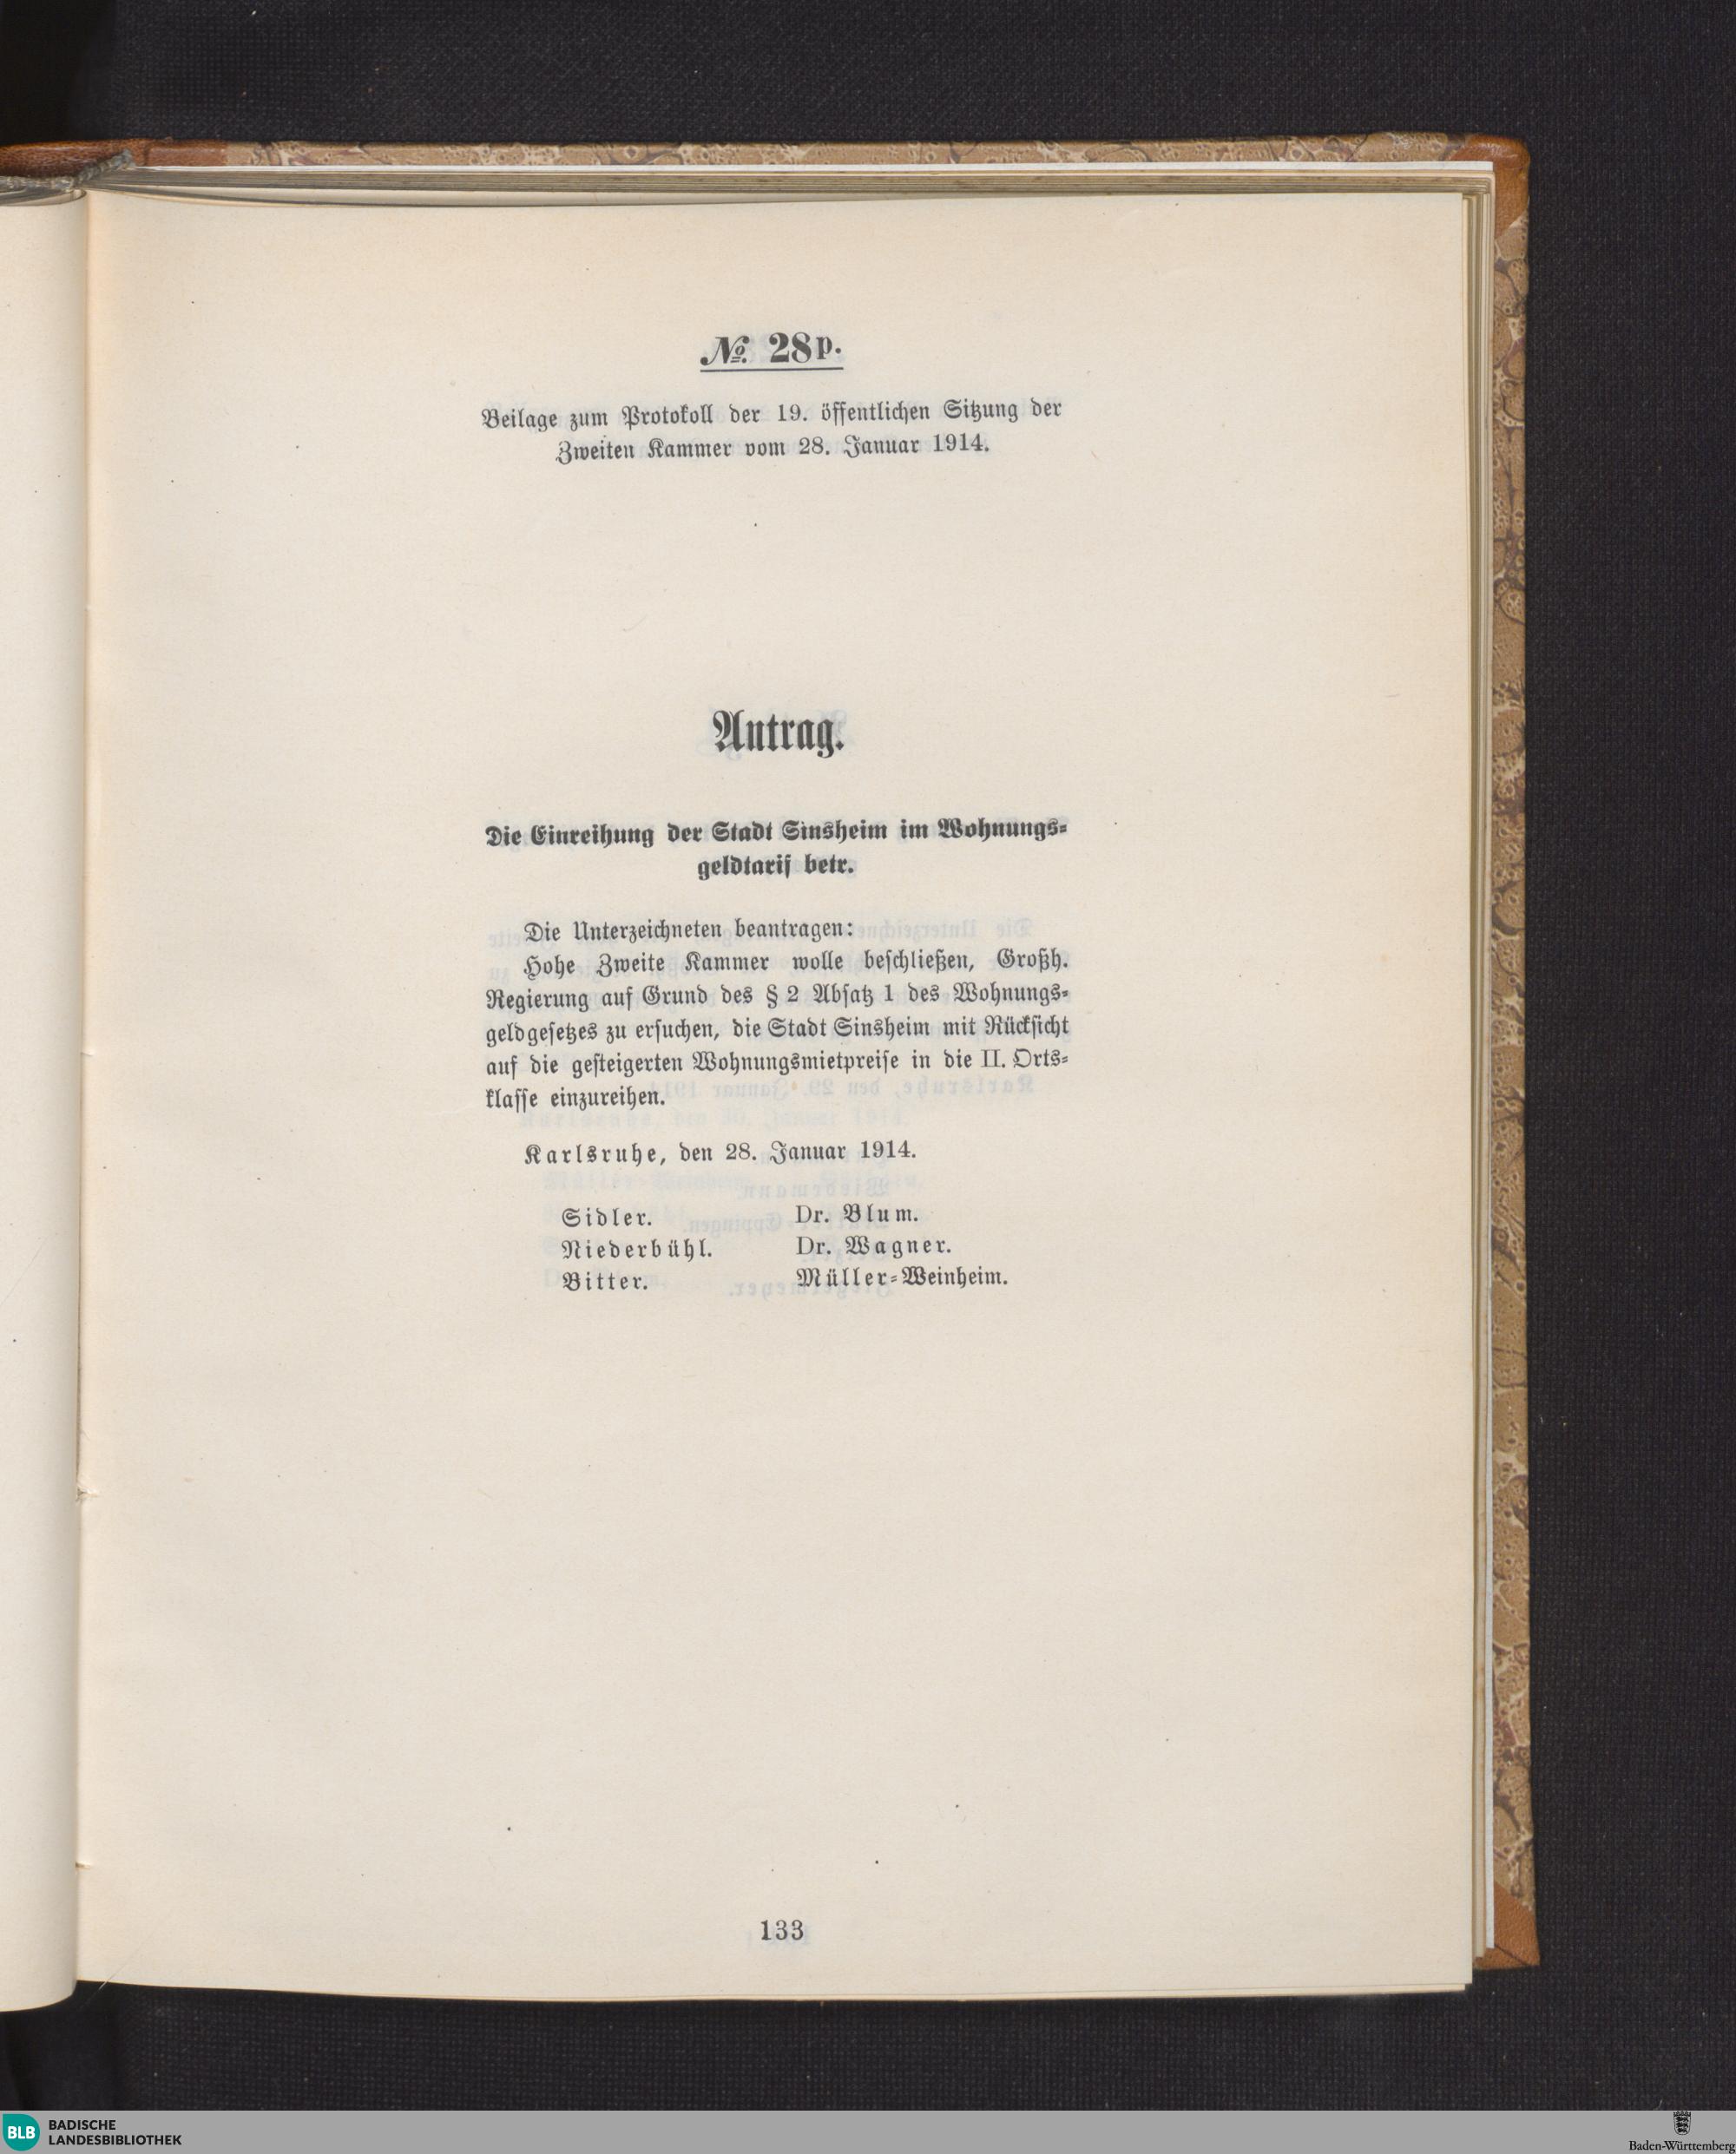 № 28p.
Beilage zum Protokoll der 19. öffentlichen Sitzung der
Zweiten Kammer vom 28. Januar 1914.
Antrag.
Die Einreihung der Stadt Sinsheim im Wohnungs-
geldtarif betr.
Die Unterzeichneten beantragen:
Hohe Zweite Kammer wolle beschließen, Großh.
Regierung auf Grund des § 2 Absatz 1 des Wohnungs-
geldgesetzes zu ersuchen, die Stadt Sinsheim mit Rücksicht
auf die gesteigerten Wohnungsmietpreise in die II. Orts-
klasse einzureihen.
Karlsruhe, den 28. Januar 1914.
Sidler. Dr. Blum.
Niederbühl. Dr. Wagner.
Bitter. Müller-Weinheim.
133
BLB BADISCHE
LANDESBIBLIOTHEK
Baden-Württemberg